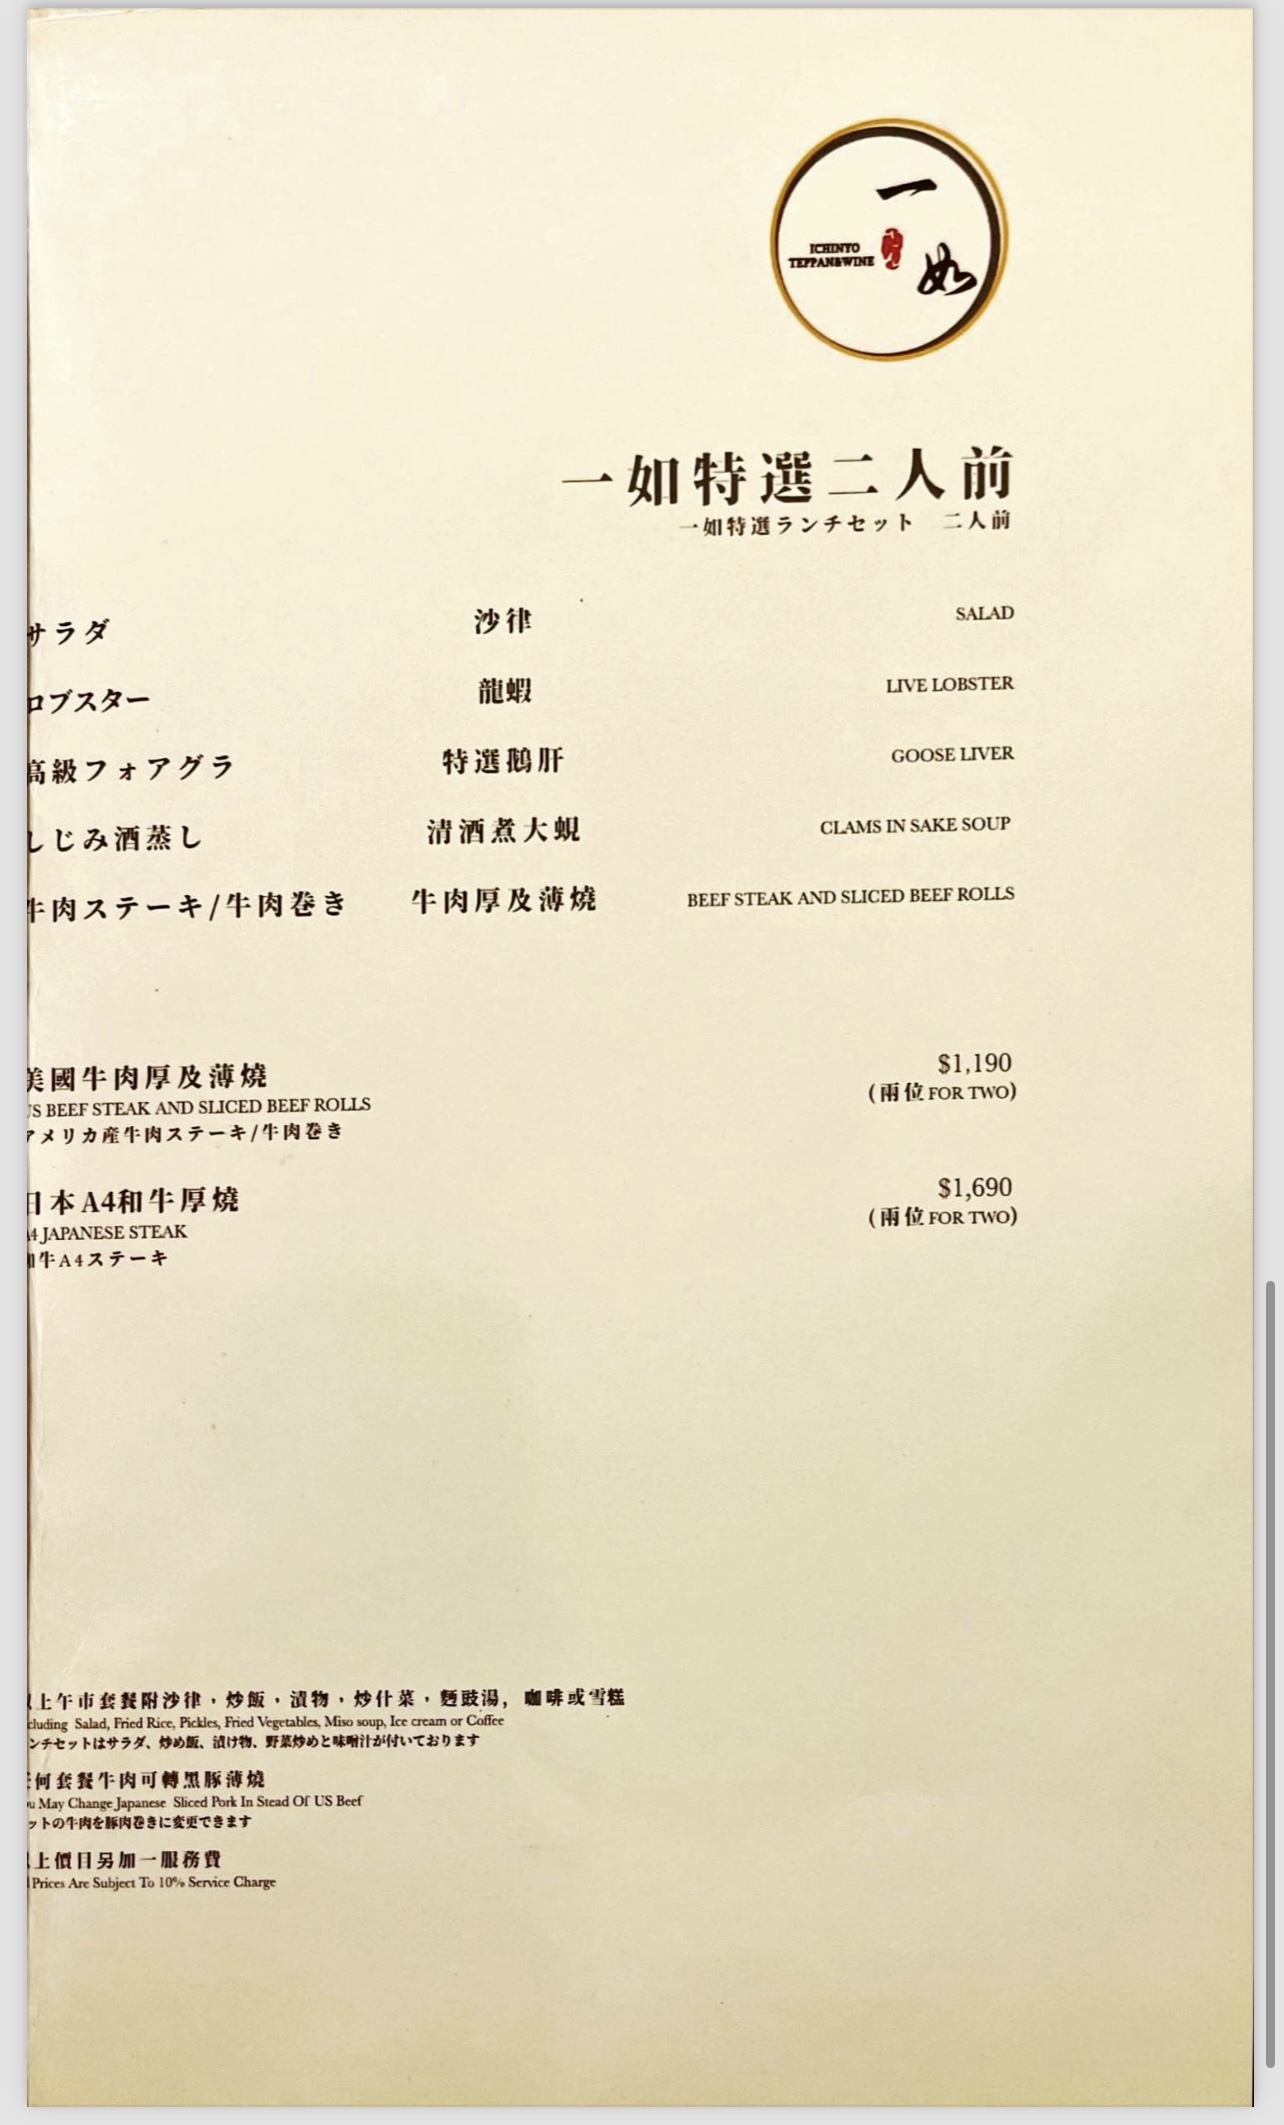 一如
ICHINYO
TEPPAN&WINE
一如特選二人前
一如特選ランチセット 二人前
サラダ 沙律 SALAD
ロブスター 龍蝦 LIVE LOBSTER
高級フォアグラ 特選鵝肝 GOOSE LIVER
しじみ酒蒸し 清酒煮大蜆 CLAMS IN SAKE SOUP
牛肉ステーキ/牛肉巻き 牛肉厚及薄燒 BEEF STEAK AND SLICED BEEF ROLLS
美國牛肉厚及薄燒 $1,190
US BEEF STEAK AND SLICED BEEF ROLLS (兩位 FOR TWO)
アメリカ産牛肉ステーキ/牛肉巻き
日本A4和牛厚燒 $1,690
A4 JAPANESE STEAK (兩位 FOR TWO)
和牛A4ステーキ
以上午市套餐附沙律，炒飯，漬物，炒什菜，麵豉湯, 咖啡或雪糕
cluding Salad, Fried Rice, Pickles, Fried Vegetables, Miso soup, Ice cream or Coffee
ンチセットはサラダ、炒め飯、漬け物、野菜炒めと味噌汁が付いております
任何套餐牛肉可轉黑豚薄燒
ou May Change Japanese Sliced Pork In Stead Of US Beef
ットの牛肉を豚肉巻きに変更できます
以上價目另加一服務費
Prices Are Subject To 10% Service Charge